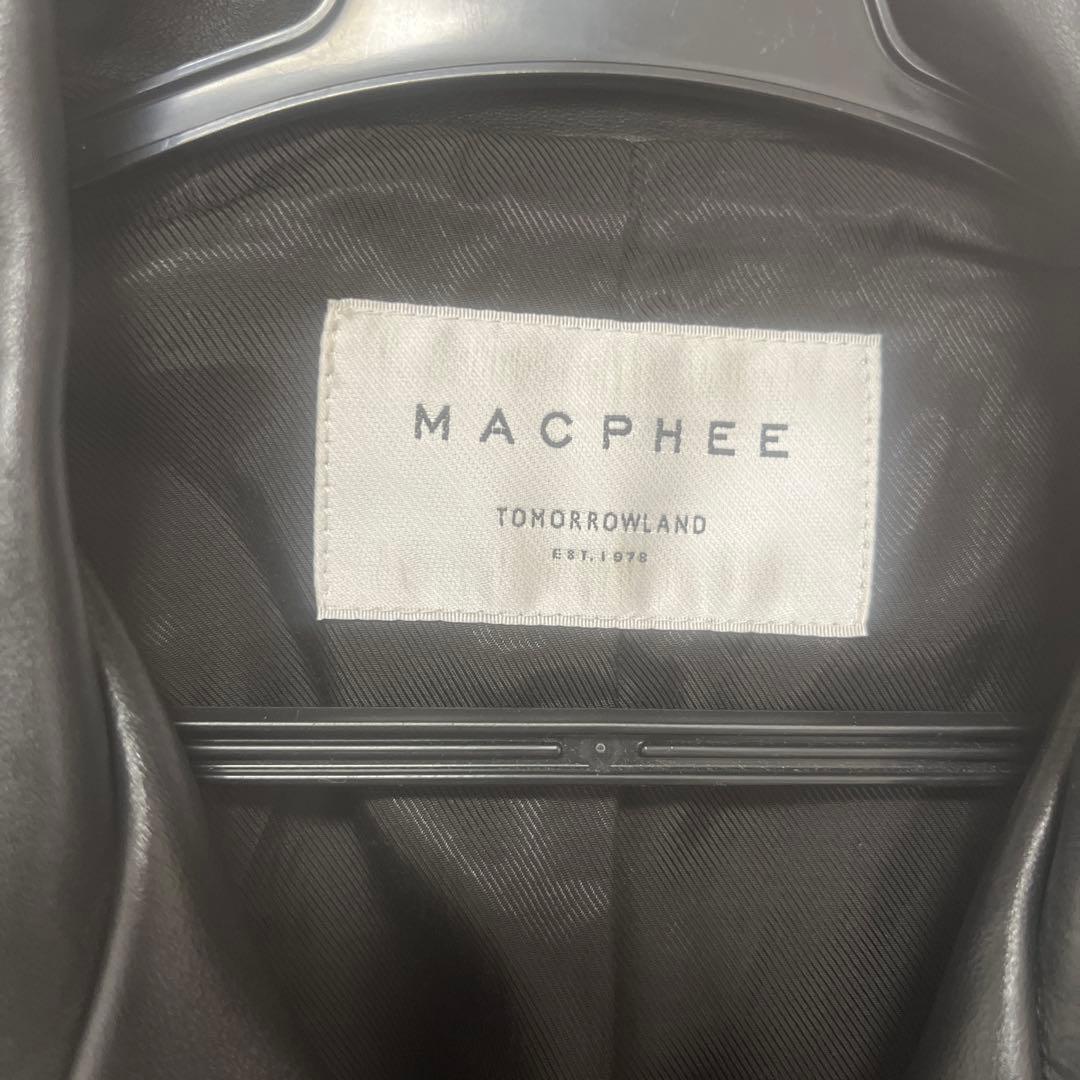 MACPHEE
TOMORROWLAND
EST. 1978